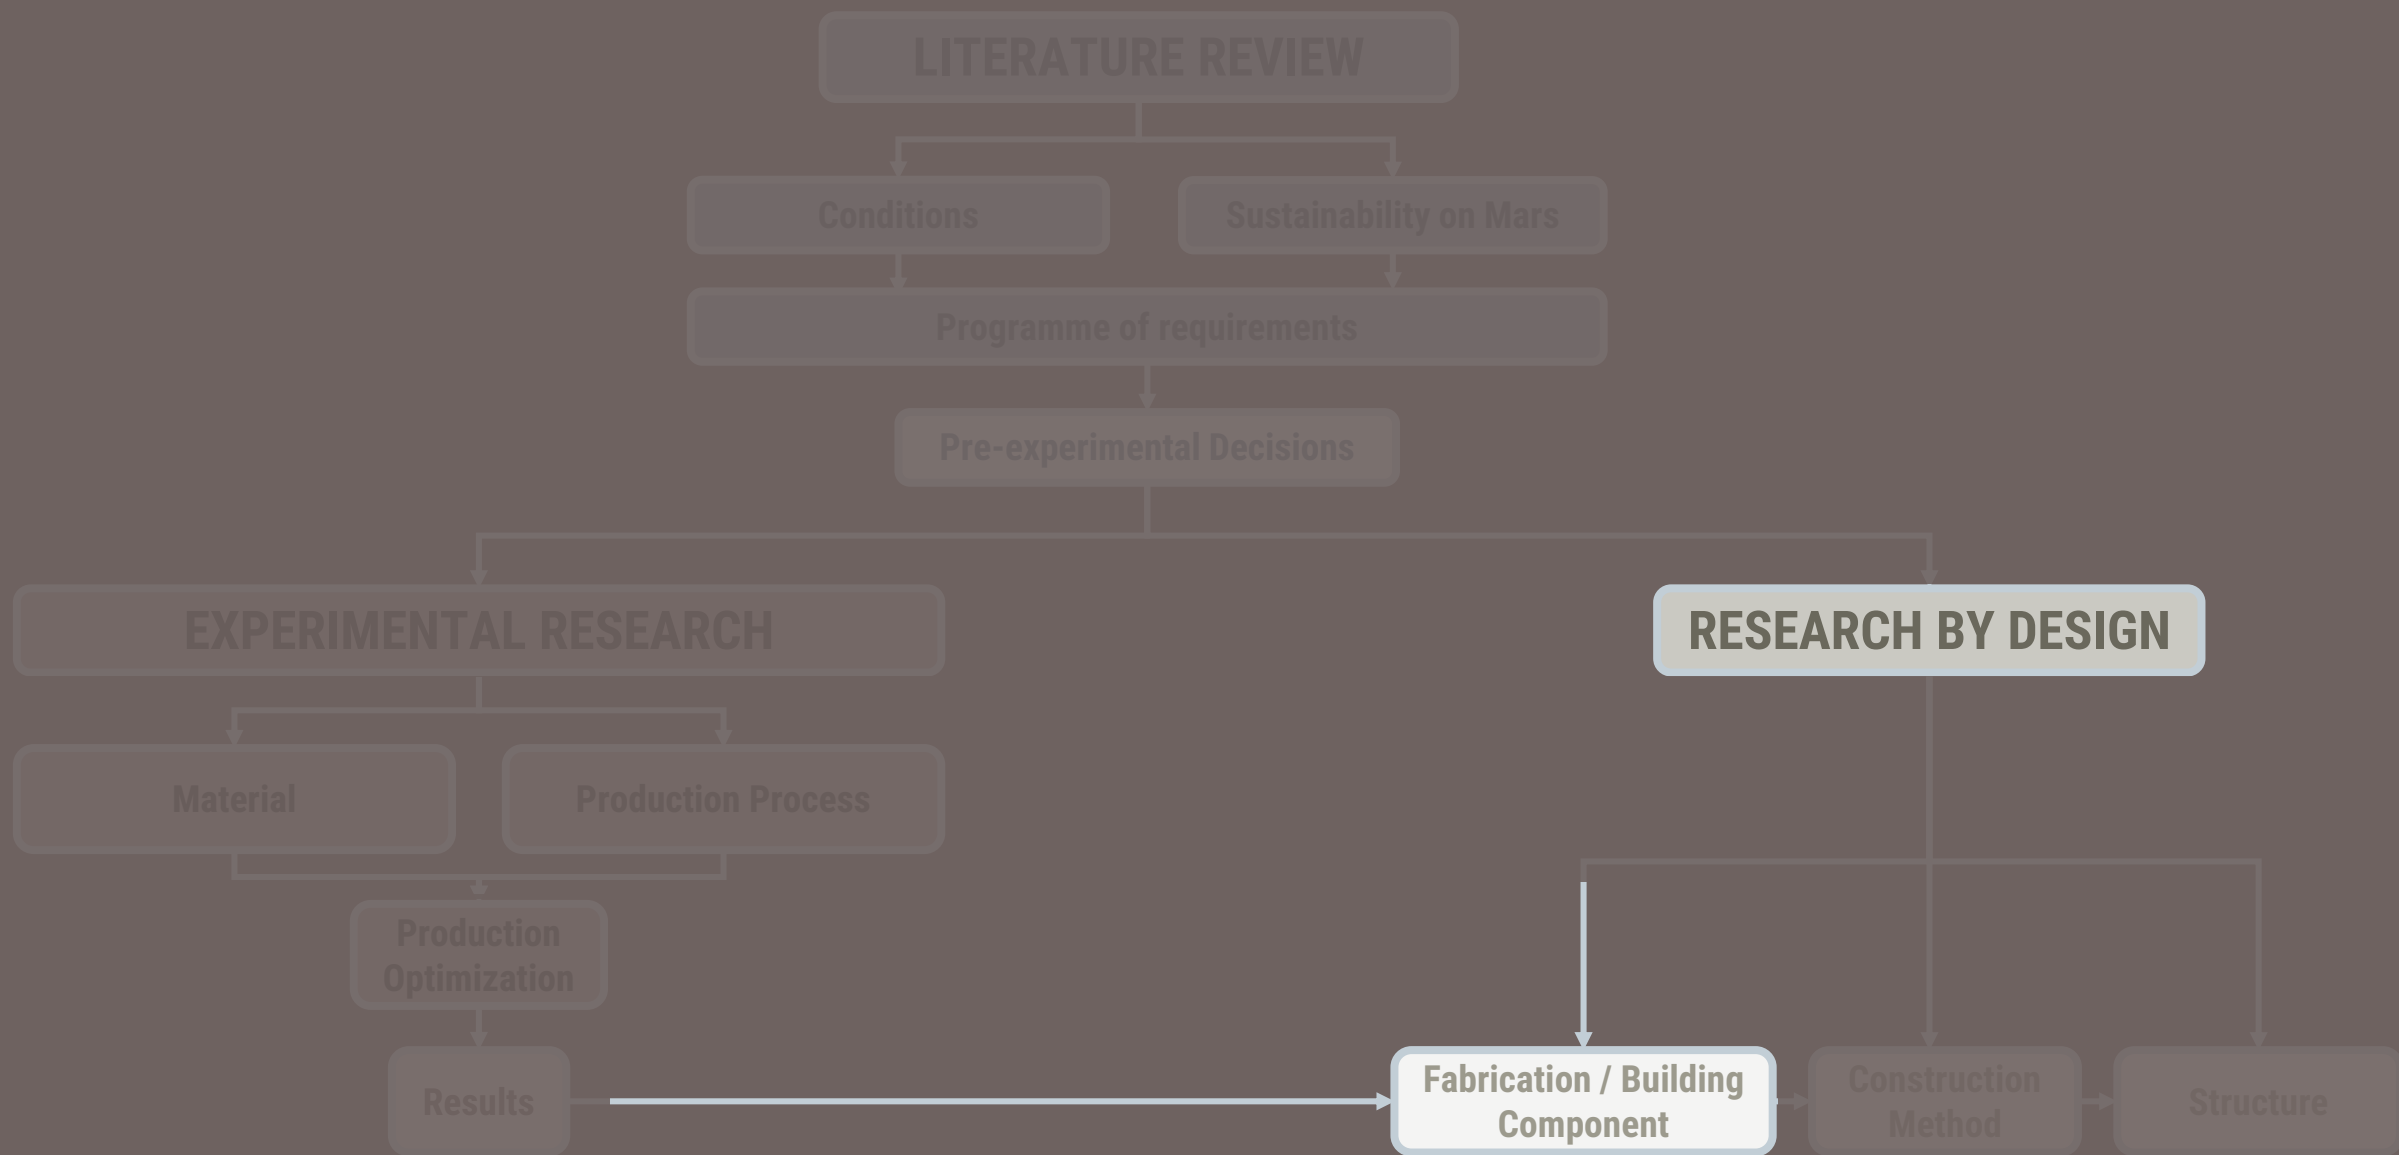 LITERATURE REVIEW
Conditions
Sustainability on Mars
Programme of requirements
Pre-experimental Decisions
EXPERIMENTAL RESEARCH
RESEARCH BY DESIGN
Material
Production Process
Production
Optimization
Results
Fabrication / Building
Component
Construction
Method
Structure